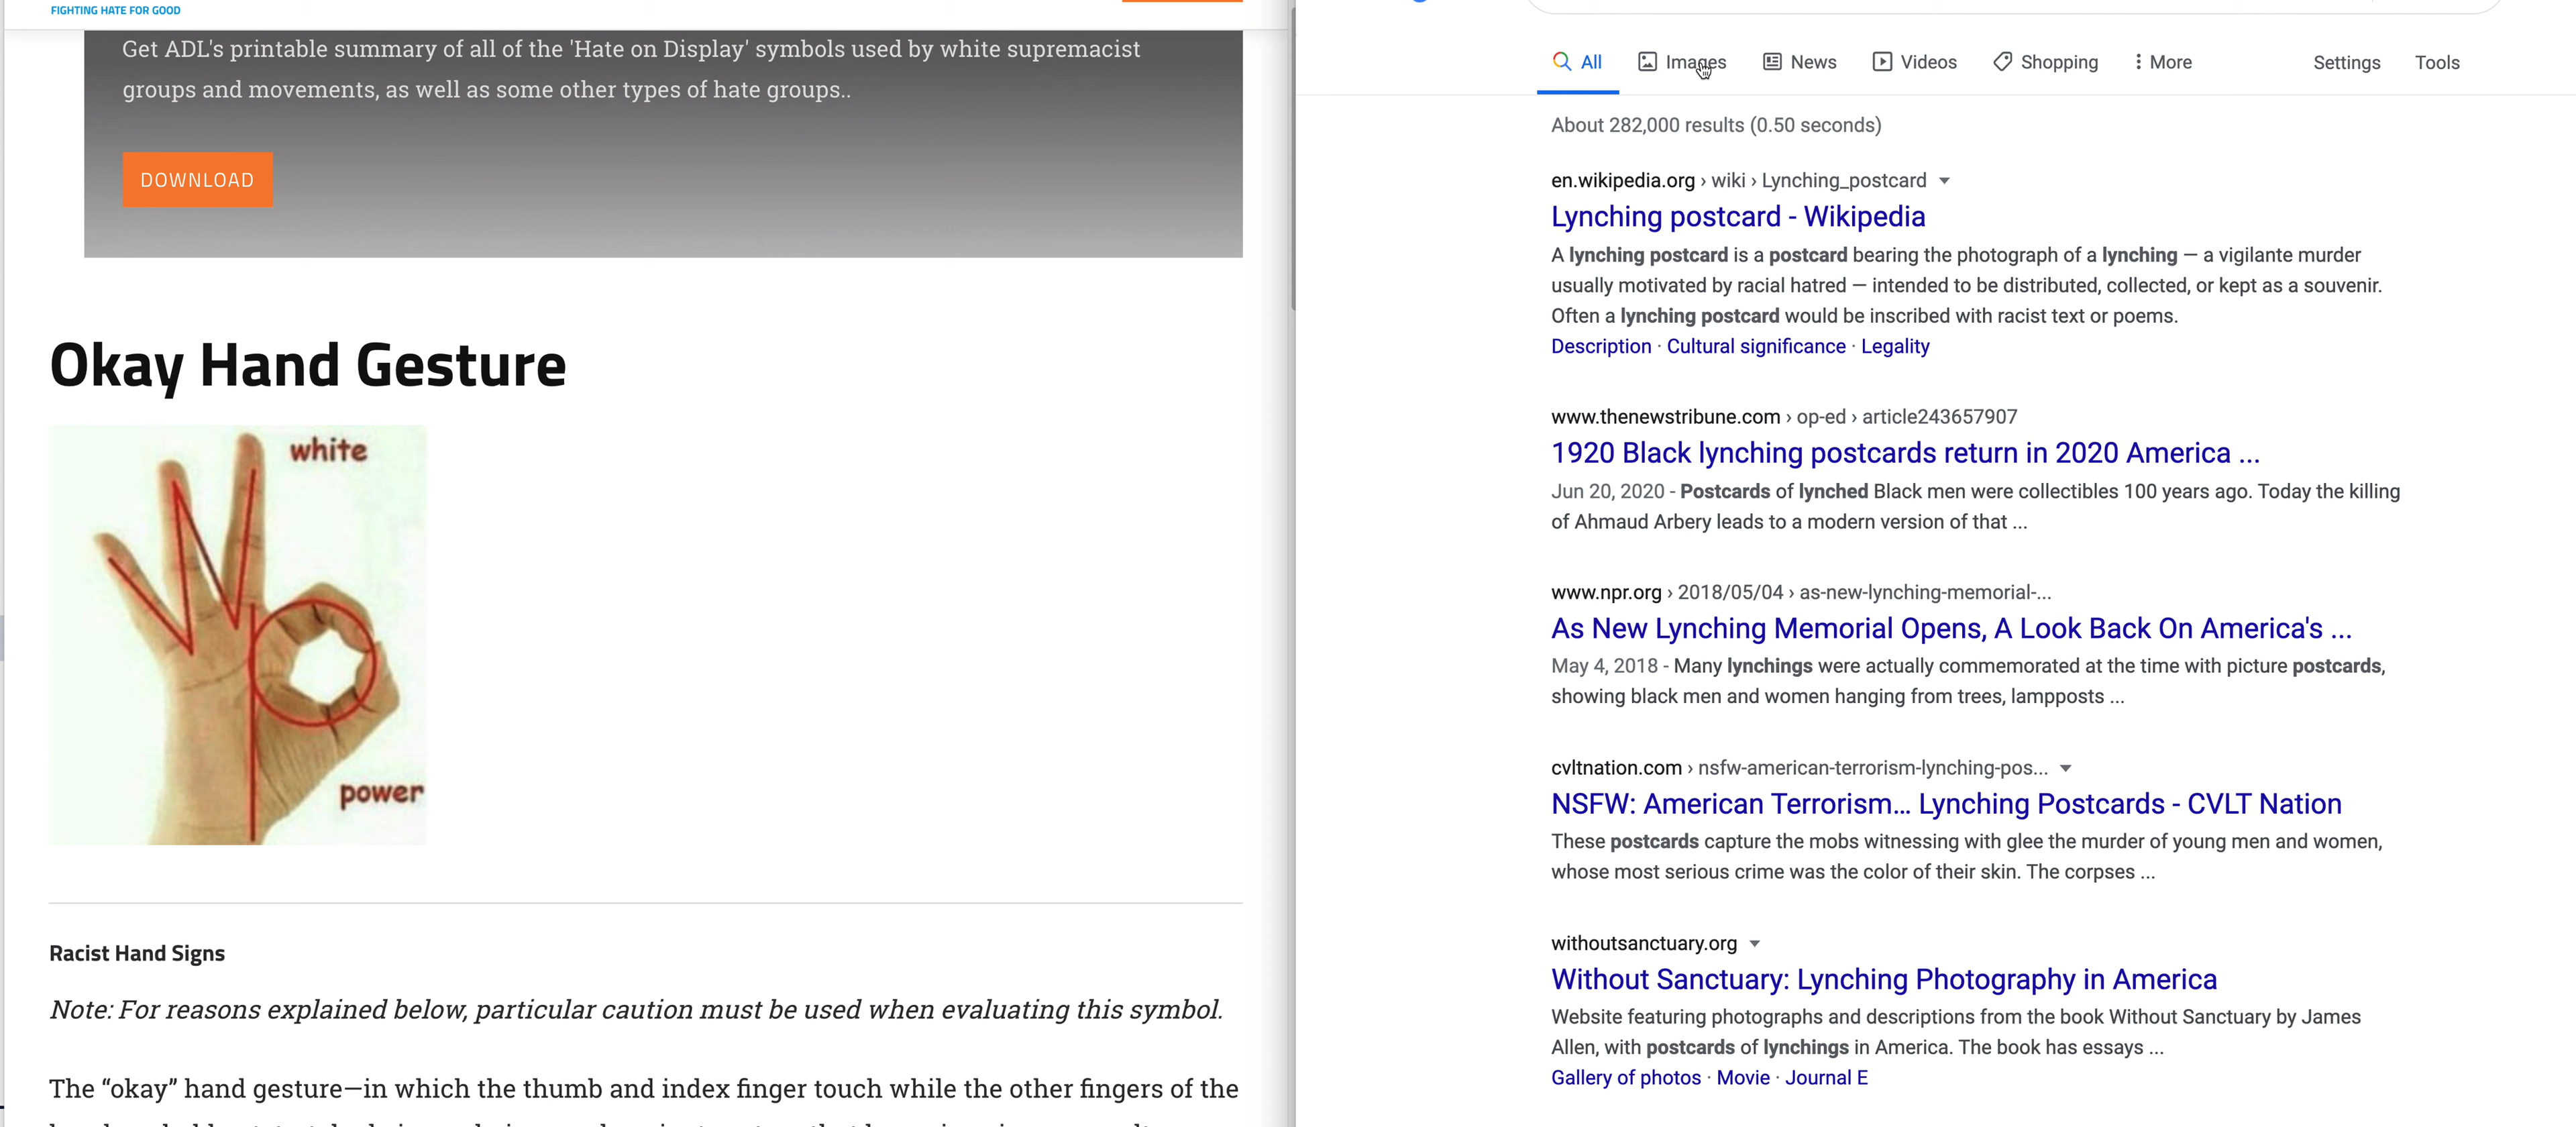 FIGHTING HATE FOR GOOD
Get ADL's printable summary of all of the 'Hate on Display' symbols used by white supremacist
groups and movements, as well as some other types of hate groups..
DOWNLOAD
Okay Hand Gesture
white
power
Racist Hand Signs
Note: For reasons explained below, particular caution must be used when evaluating this symbol.
The “okay” hand gesture—in which the thumb and index finger touch while the other fingers of the
All Images News Videos Shopping More Settings Tools
About 282,000 results (0.50 seconds)
en.wikipedia.org › wiki › Lynching_postcard
Lynching postcard - Wikipedia
A lynching postcard is a postcard bearing the photograph of a lynching — a vigilante murder
usually motivated by racial hatred — intended to be distributed, collected, or kept as a souvenir.
Often a lynching postcard would be inscribed with racist text or poems.
Description · Cultural significance · Legality
www.thenewstribune.com › op-ed › article243657907
1920 Black lynching postcards return in 2020 America ...
Jun 20, 2020 - Postcards of lynched Black men were collectibles 100 years ago. Today the killing
of Ahmaud Arbery leads to a modern version of that ...
www.npr.org › 2018/05/04 › as-new-lynching-memorial-...
As New Lynching Memorial Opens, A Look Back On America's ...
May 4, 2018 - Many lynchings were actually commemorated at the time with picture postcards,
showing black men and women hanging from trees, lampposts ...
cvltnation.com › nsfw-american-terrorism-lynching-pos...
NSFW: American Terrorism... Lynching Postcards - CVLT Nation
These postcards capture the mobs witnessing with glee the murder of young men and women,
whose most serious crime was the color of their skin. The corpses ...
withoutsanctuary.org
Without Sanctuary: Lynching Photography in America
Website featuring photographs and descriptions from the book Without Sanctuary by James
Allen, with postcards of lynchings in America. The book has essays ...
Gallery of photos · Movie · Journal E